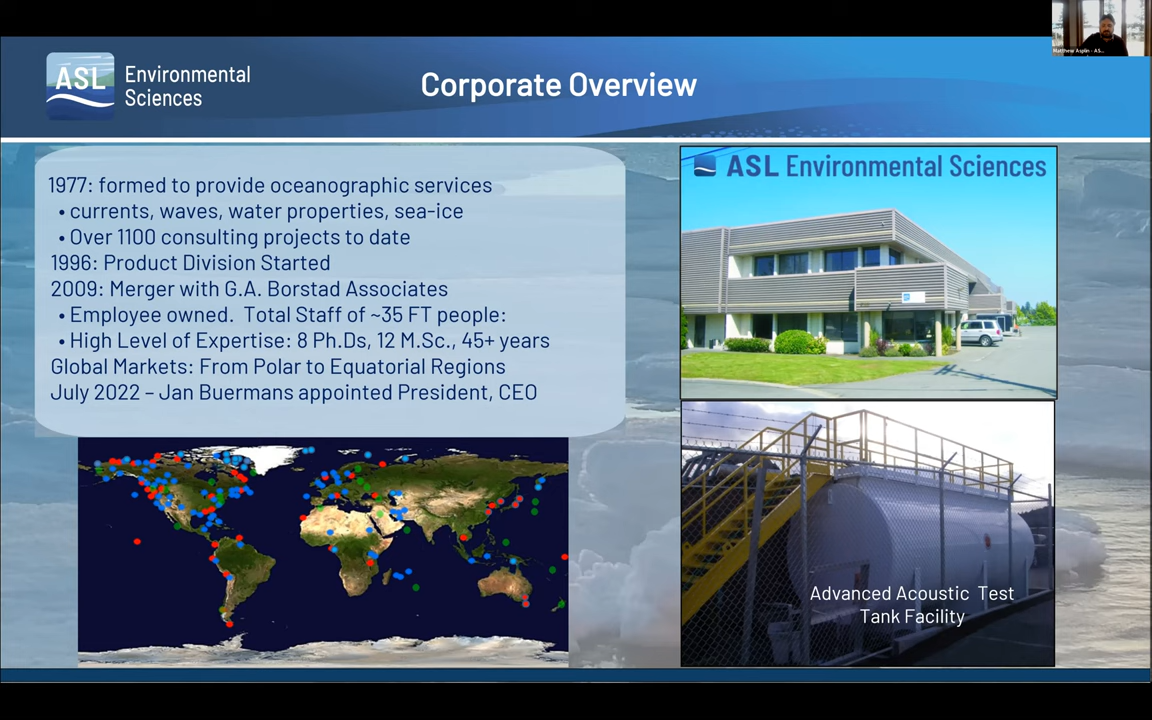 Matthew Asplin - AS...
ASL Environmental
Sciences
Corporate Overview
1977: formed to provide oceanographic services
• currents, waves, water properties, sea-ice
• Over 1100 consulting projects to date
1996: Product Division Started
2009: Merger with G.A. Borstad Associates
• Employee owned. Total Staff of ~35 FT people:
• High Level of Expertise: 8 Ph.Ds, 12 M.Sc., 45+ years
Global Markets: From Polar to Equatorial Regions
July 2022 – Jan Buermans appointed President, CEO
ASL Environmental Sciences
Advanced Acoustic Test
Tank Facility